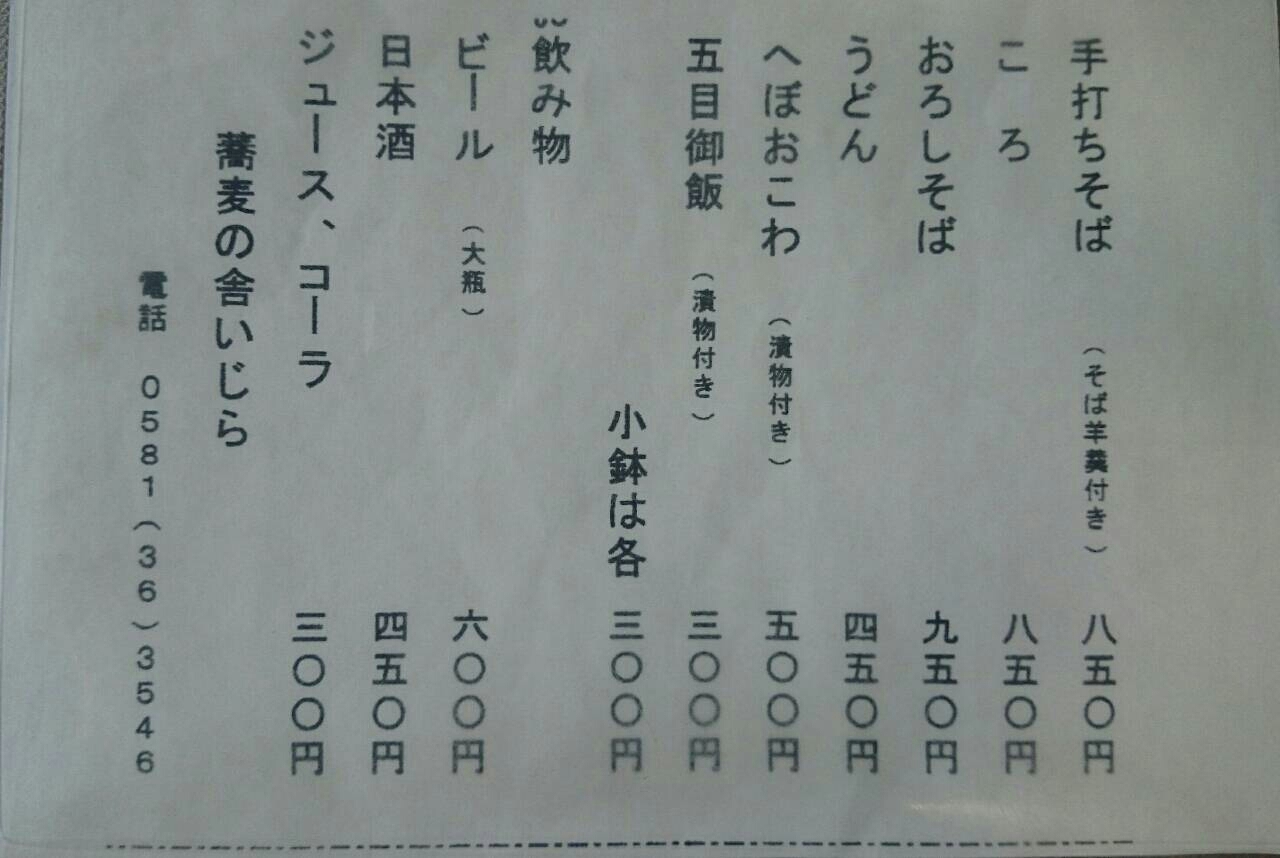 手打ちそば（そば羊羹付き）八五〇円
ころ 八五〇円
おろしそば 九五〇円
うどん 四五〇円
へぼおこわ（漬物付き）五〇〇円
五目御飯（漬物付き）三〇〇円
小鉢は各 三〇〇円
飲み物
ビール（大瓶）六〇〇円
日本酒 四五〇円
ジュース、コーラ 三〇〇円
蕎麦の舎いじら
電話 0581(36)3546